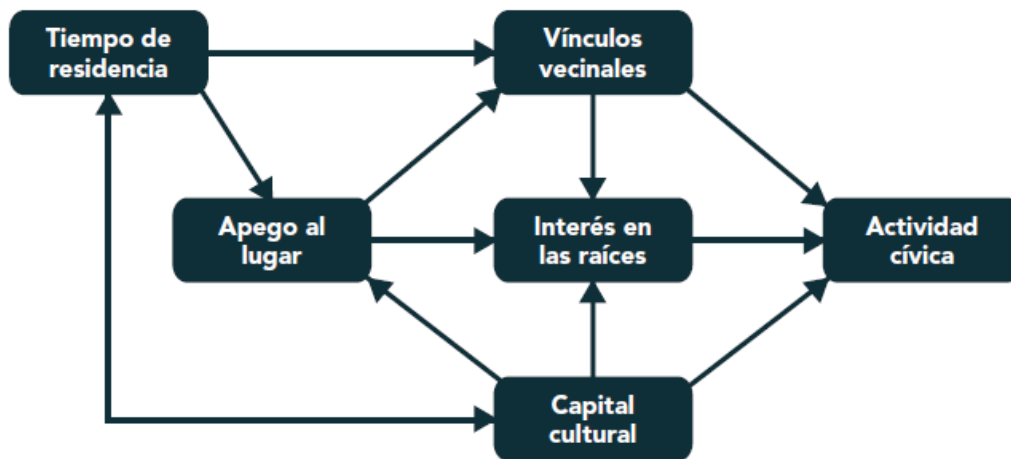 Tiempo de
residencia
Vínculos
vecinales
Apego al
lugar
Interés en
las raíces
Actividad
cívica
Capital
cultural